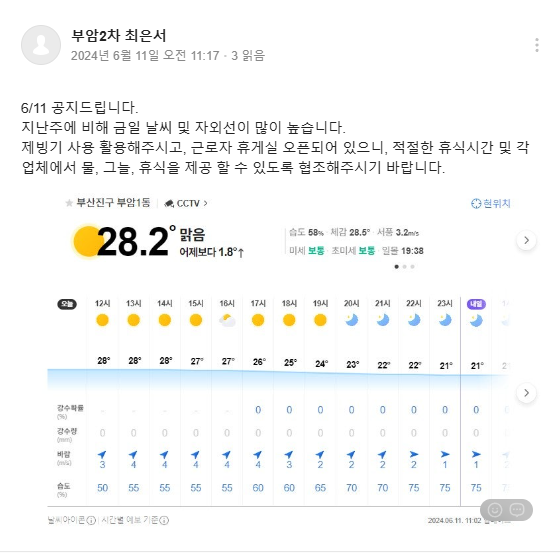 부암2차 최은서
2024년 6월 11일 오전 11:17 · 3 읽음
6/11 공지드립니다.
지난주에 비해 금일 날씨 및 자외선이 많이 높습니다.
제빙기 사용 활용해주시고, 근로자 휴게실 오픈되어 있으니, 적절한 휴식시간 및 각
업체에서 물, 그늘, 휴식을 제공 할 수 있도록 협조해주시기 바랍니다.
부산진구 부암1동 CCTV > 현위치
28.2° 맑음
어제보다 1.8°↑
습도 58% 체감 28.5° 서풍 3.2m/s
미세 보통 초미세 보통 일몰 19:38
오늘 12시 13시 14시 15시 16시 17시 18시 19시 20시 21시 22시 23시 내일
28° 28° 28° 27° 27° 26° 25° 24° 23° 22° 22° 21° 21°
강수확률 (%) - - - - - 0 0 0 0 0 0 0 0
강수량 (mm) 0 0 0 0 0 0 0 0 0 0 0 0 0
바람 (m/s) 3 4 4 4 4 4 3 2 2 2 2 1 1
습도 (%) 50 55 55 55 55 60 60 65 70 70 75 75 75
날씨아이콘 시간별 예보 기준 2024.06.11. 11:02